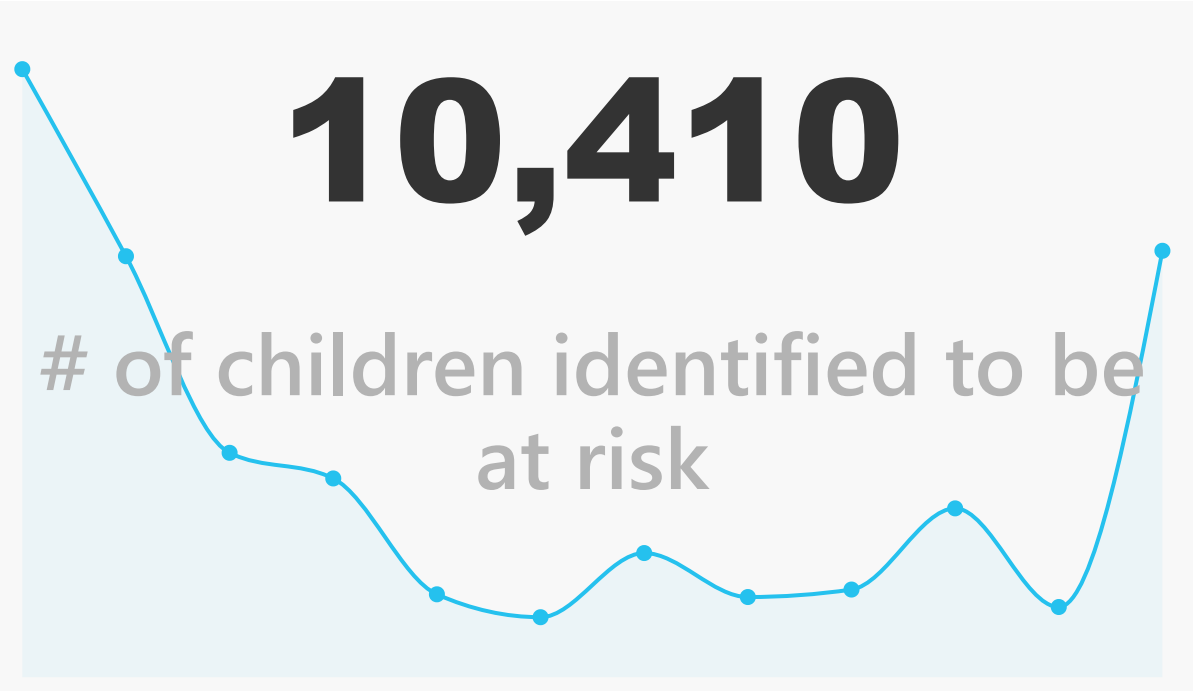 10,410
# of children identified to be
at risk